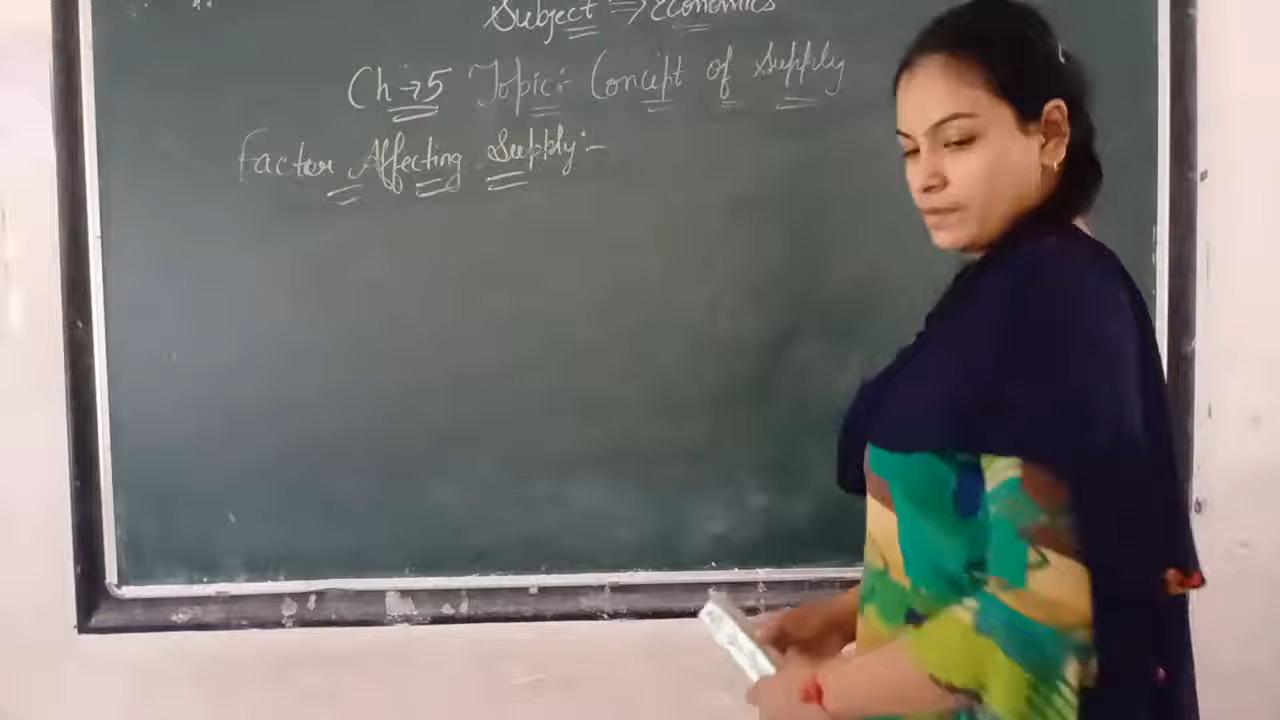 Subject ⇒ Economics
Ch→5 Topic:- Concept of Supply
Factor Affecting Supply:-